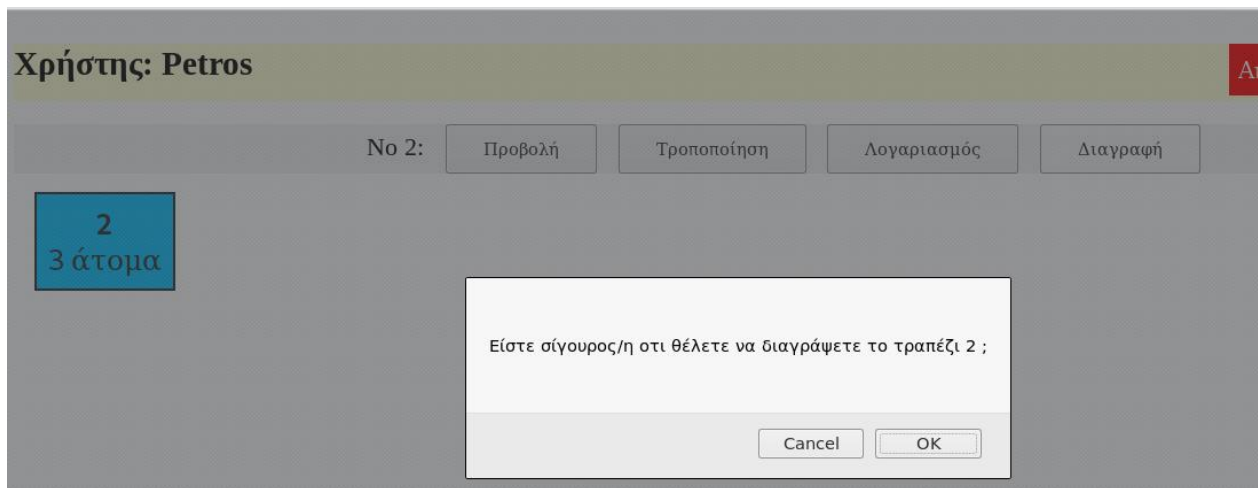 Χρήστης: Petros
No 2: Προβολή Τροποποίηση Λογαριασμός Διαγραφή
2
3 άτομα
Είστε σίγουρος/η οτι θέλετε να διαγράψετε το τραπέζι 2 ;
Cancel OK